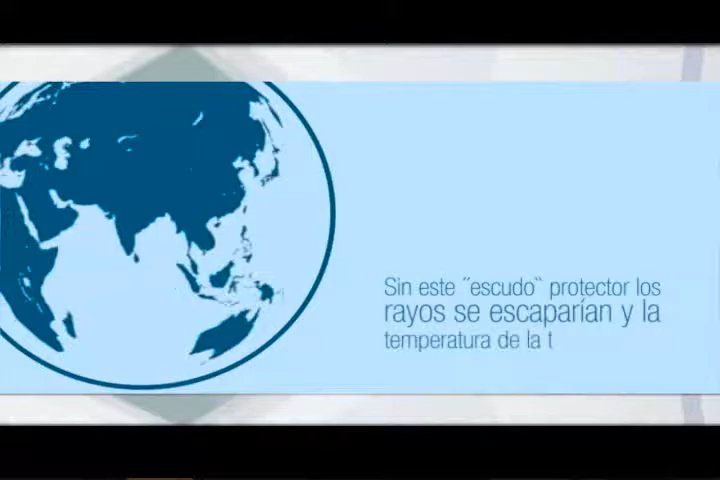 Sin este ˝escudo“ protector los
rayos se escaparían y la
temperatura de la t